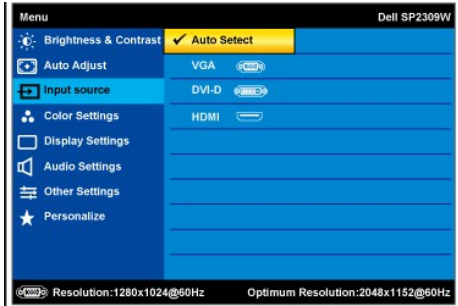 Menu Dell SP2309W
Brightness & Contrast
Auto Select
Auto Adjust
VGA
Input source
DVI-D
Color Settings
HDMI
Display Settings
Audio Settings
Other Settings
Personalize
Resolution:1280x1024@60Hz Optimum Resolution:2048x1152@60Hz